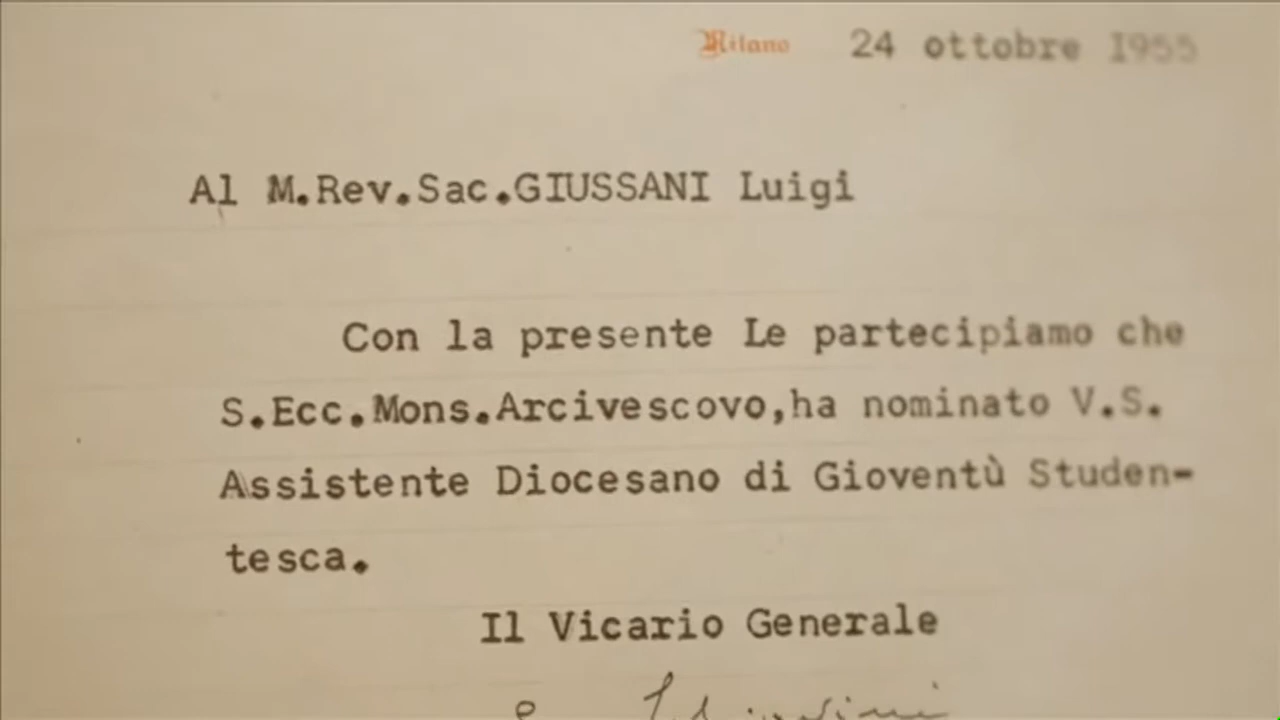 Milano 24 ottobre 1955
Al M.Rev.Sac.GIUSSANI Luigi
Con la presente Le partecipiamo che
S.Ecc.Mons.Arcivescovo,ha nominato V.S.
Assistente Diocesano di Gioventù Studen-
tesca.
Il Vicario Generale